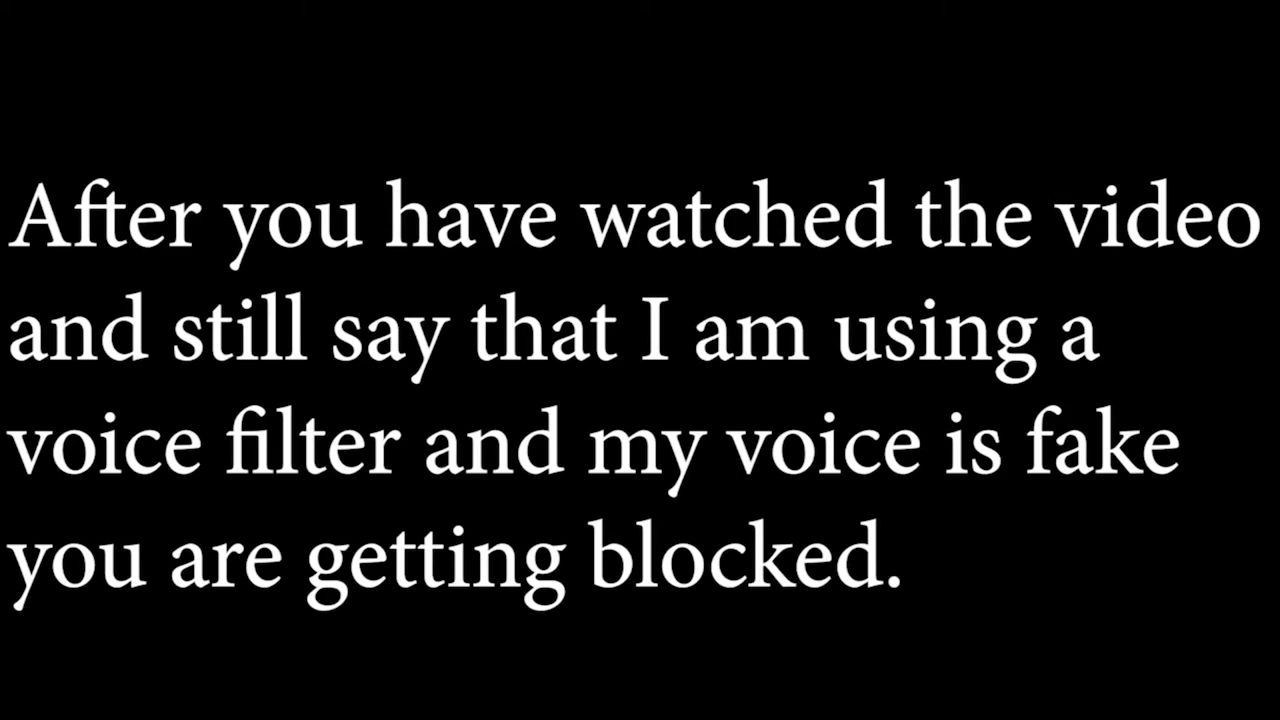 After you have watched the video
and still say that I am using a
voice filter and my voice is fake
you are getting blocked.